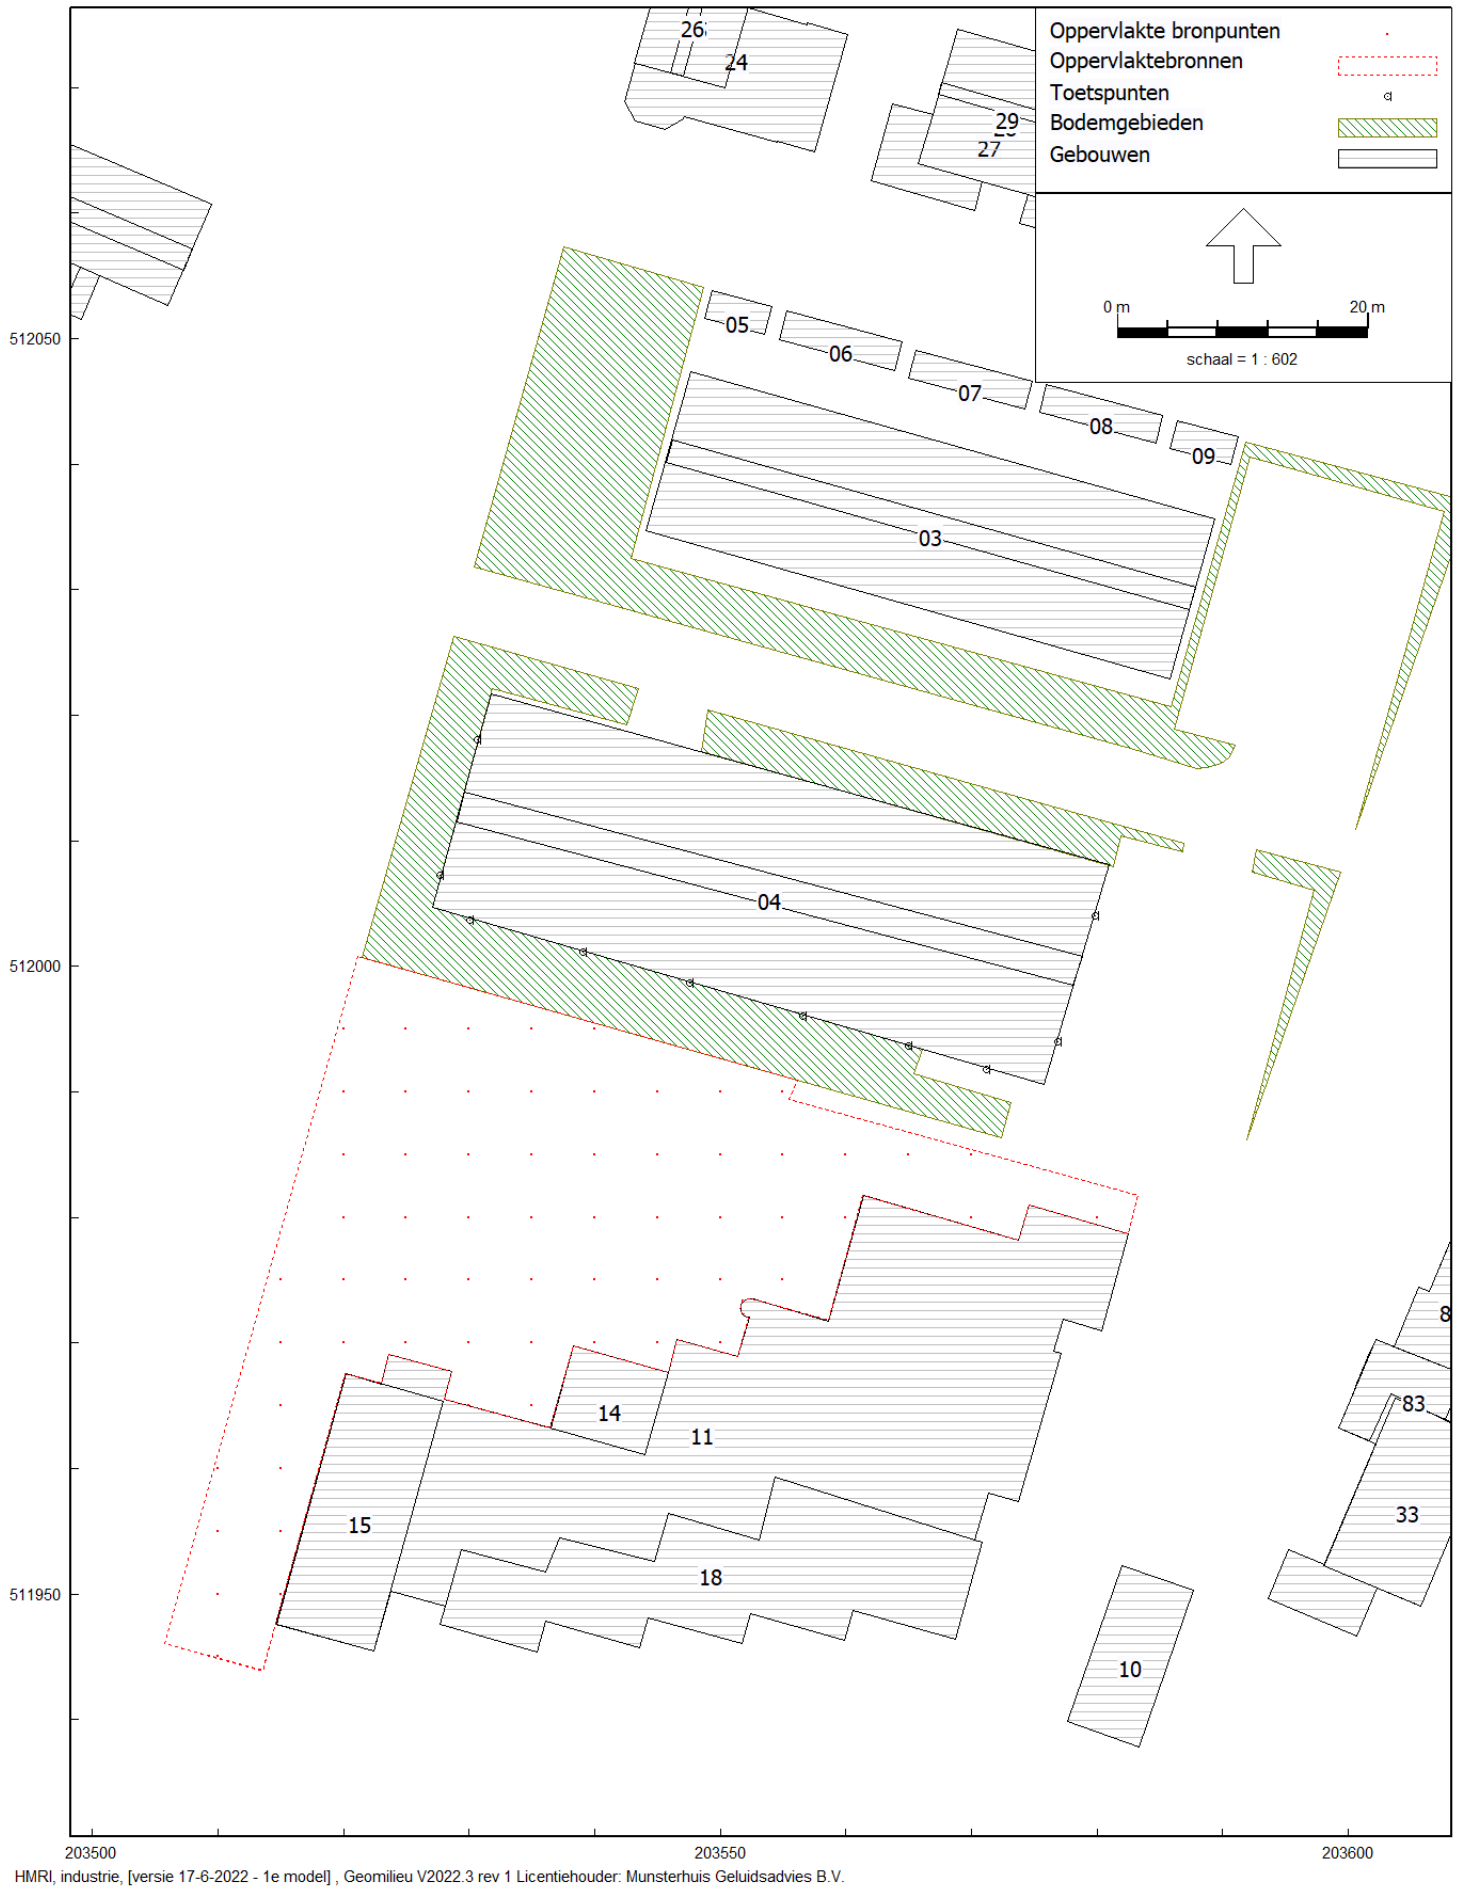 Oppervlakte bronpunten
Oppervlaktebronnen
Toetspunten
Bodemgebieden
Gebouwen
0 m 20 m
schaal = 1 : 602
26
24
29
27
05
06
07
08
09
03
04
14
11
15
18
10
8
83
33
512050
512000
511950
203500 203550 203600
HMRI, industrie, [versie 17-6-2022 - 1e model] , Geomilieu V2022.3 rev 1 Licentiehouder: Munsterhuis Geluidsadvies B.V.